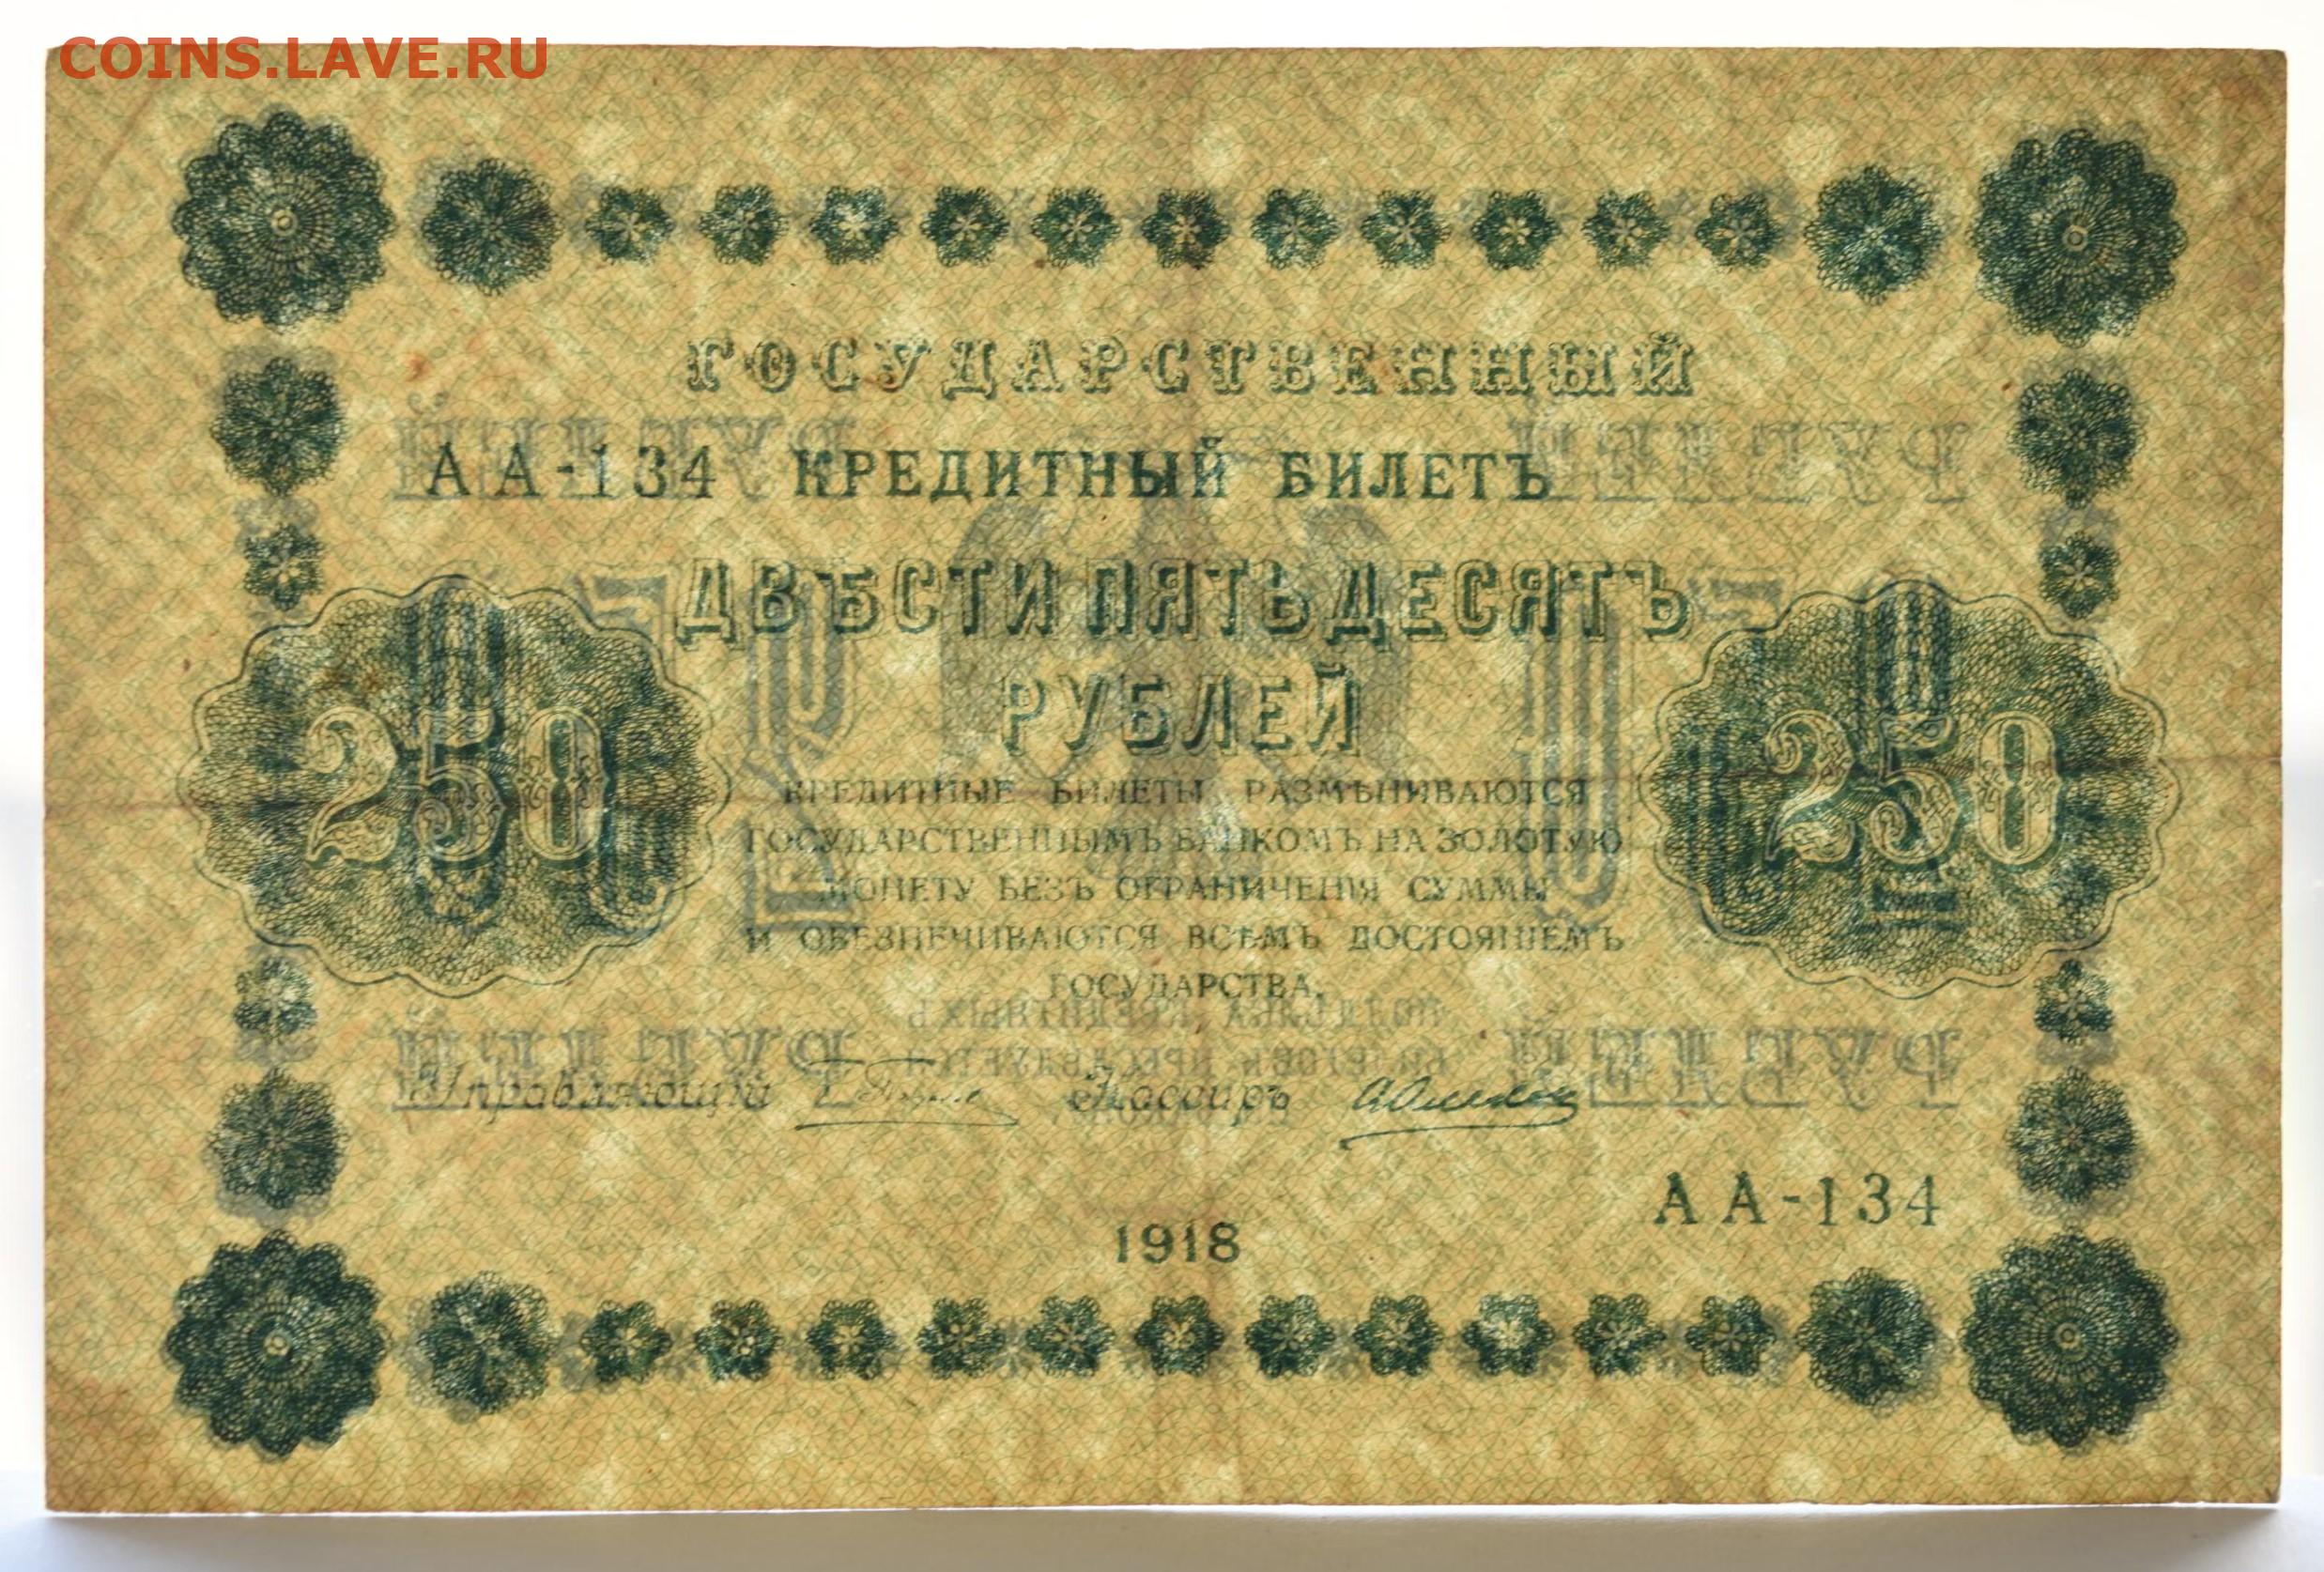 COINS.LAVE.RU
ГОСУДАРСТВЕННЫЙ
АА-134 КРЕДИТНЫЙ БИЛЕТЪ
ДВѢСТИ ПЯТЬДЕСЯТЪ
РУБЛЕЙ
250 250
КРЕДИТНЫЕ БИЛЕТЫ РАЗМѢНИВАЮТСЯ
ГОСУДАРСТВЕННЫМЪ БАНКОМЪ НА ЗОЛОТУЮ
МОНЕТУ БЕЗЪ ОГРАНИЧЕНІЯ СУММЫ
И ОБЕЗПЕЧИВАЮТСЯ ВСѢМЪ ДОСТОЯНІЕМЪ
ГОСУДАРСТВА.
Управляющій Кассиръ
АА-134
1918